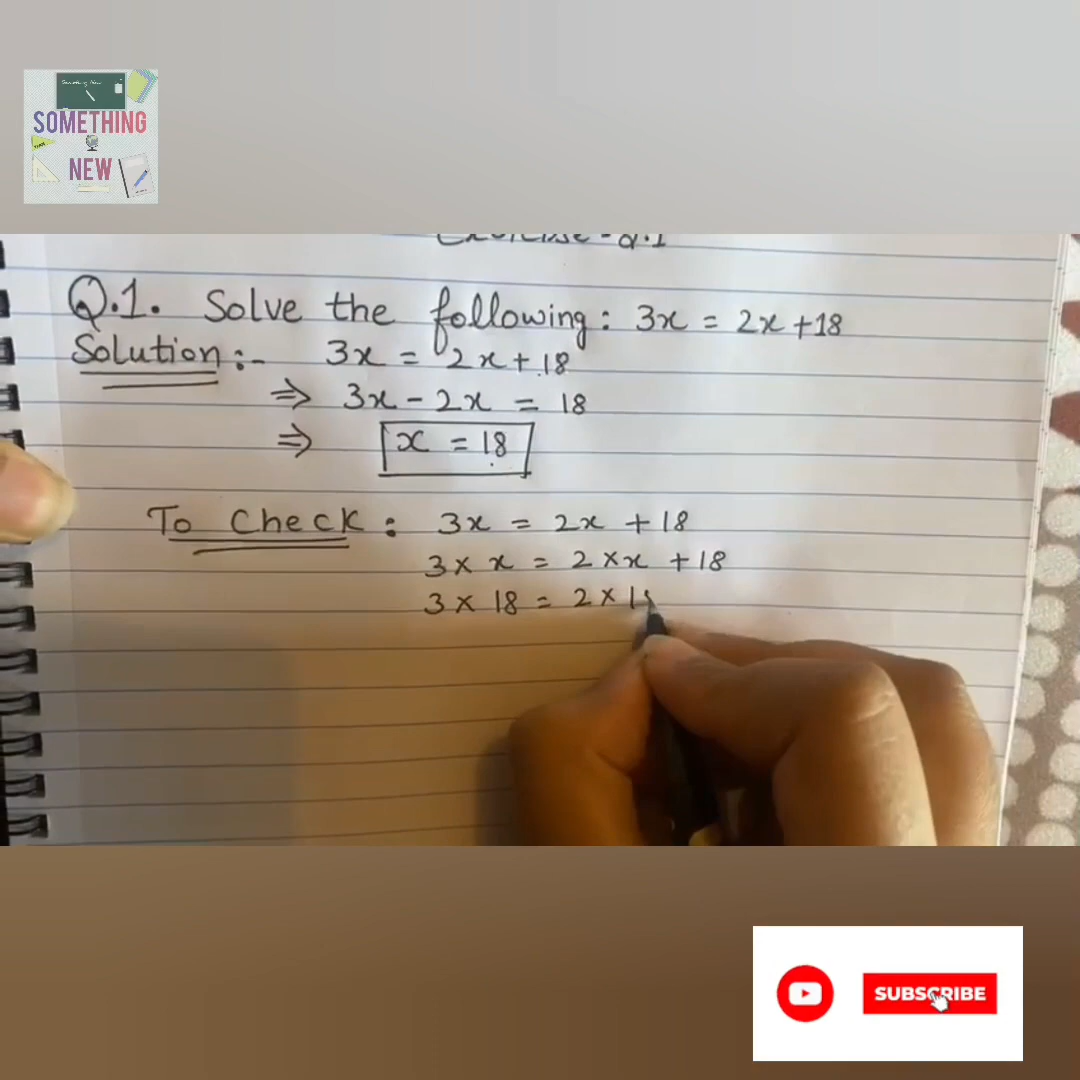 SOMETHING
NEW
Q.1. Solve the following: 3x = 2x + 18
Solution :- 3x = 2x + 18
⇒ 3x - 2x = 18
⇒ x = 18
To Check : 3x = 2x + 18
3 × x = 2 × x + 18
3 × 18 = 2 × 1
SUBSCRIBE